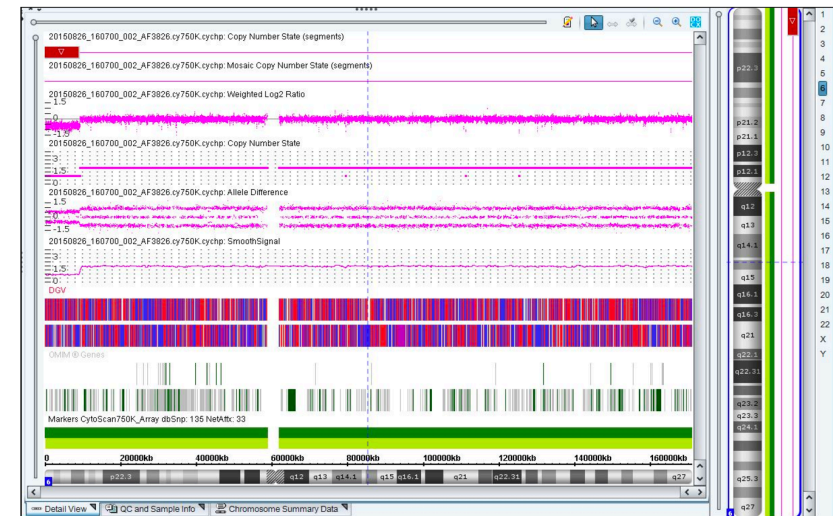 20150826_160700_002_AF3826.cy750K.cychp: Copy Number State (segments)
20150826_160700_002_AF3826.cy750K.cychp: Mosaic Copy Number State (segments)
20150826_160700_002_AF3826.cy750K.cychp: Weighted Log2 Ratio
1.5
0
-1.5
20150826_160700_002_AF3826.cy750K.cychp: Copy Number State
3
1.5
0
20150826_160700_002_AF3826.cy750K.cychp: Allele Difference
1.5
-1.5
20150826_160700_002_AF3826.cy750K.cychp: SmoothSignal
3
1.5
0
DGV
OMIM ® Genes
Markers CytoScan750K_Array dbSnp: 135 NetAffx: 33
0 20000kb 40000kb 60000kb 80000kb 100000kb 120000kb 140000kb 160000kb
p22.3 q12 q13 q14.1 q15 q16.1 q21 q22.31 q27
6
Detail View QC and Sample Info Chromosome Summary Data
p22.3
p21.2
p21.1
p12.3
p12.1
q12
q13
q14.1
q15
q16.1
q16.3
q21
q22.1
q22.31
q23.2
q23.3
q24.1
q25.3
q27
6
1
2
3
4
5
6
7
8
9
10
11
12
13
14
15
16
17
18
19
20
21
22
X
Y